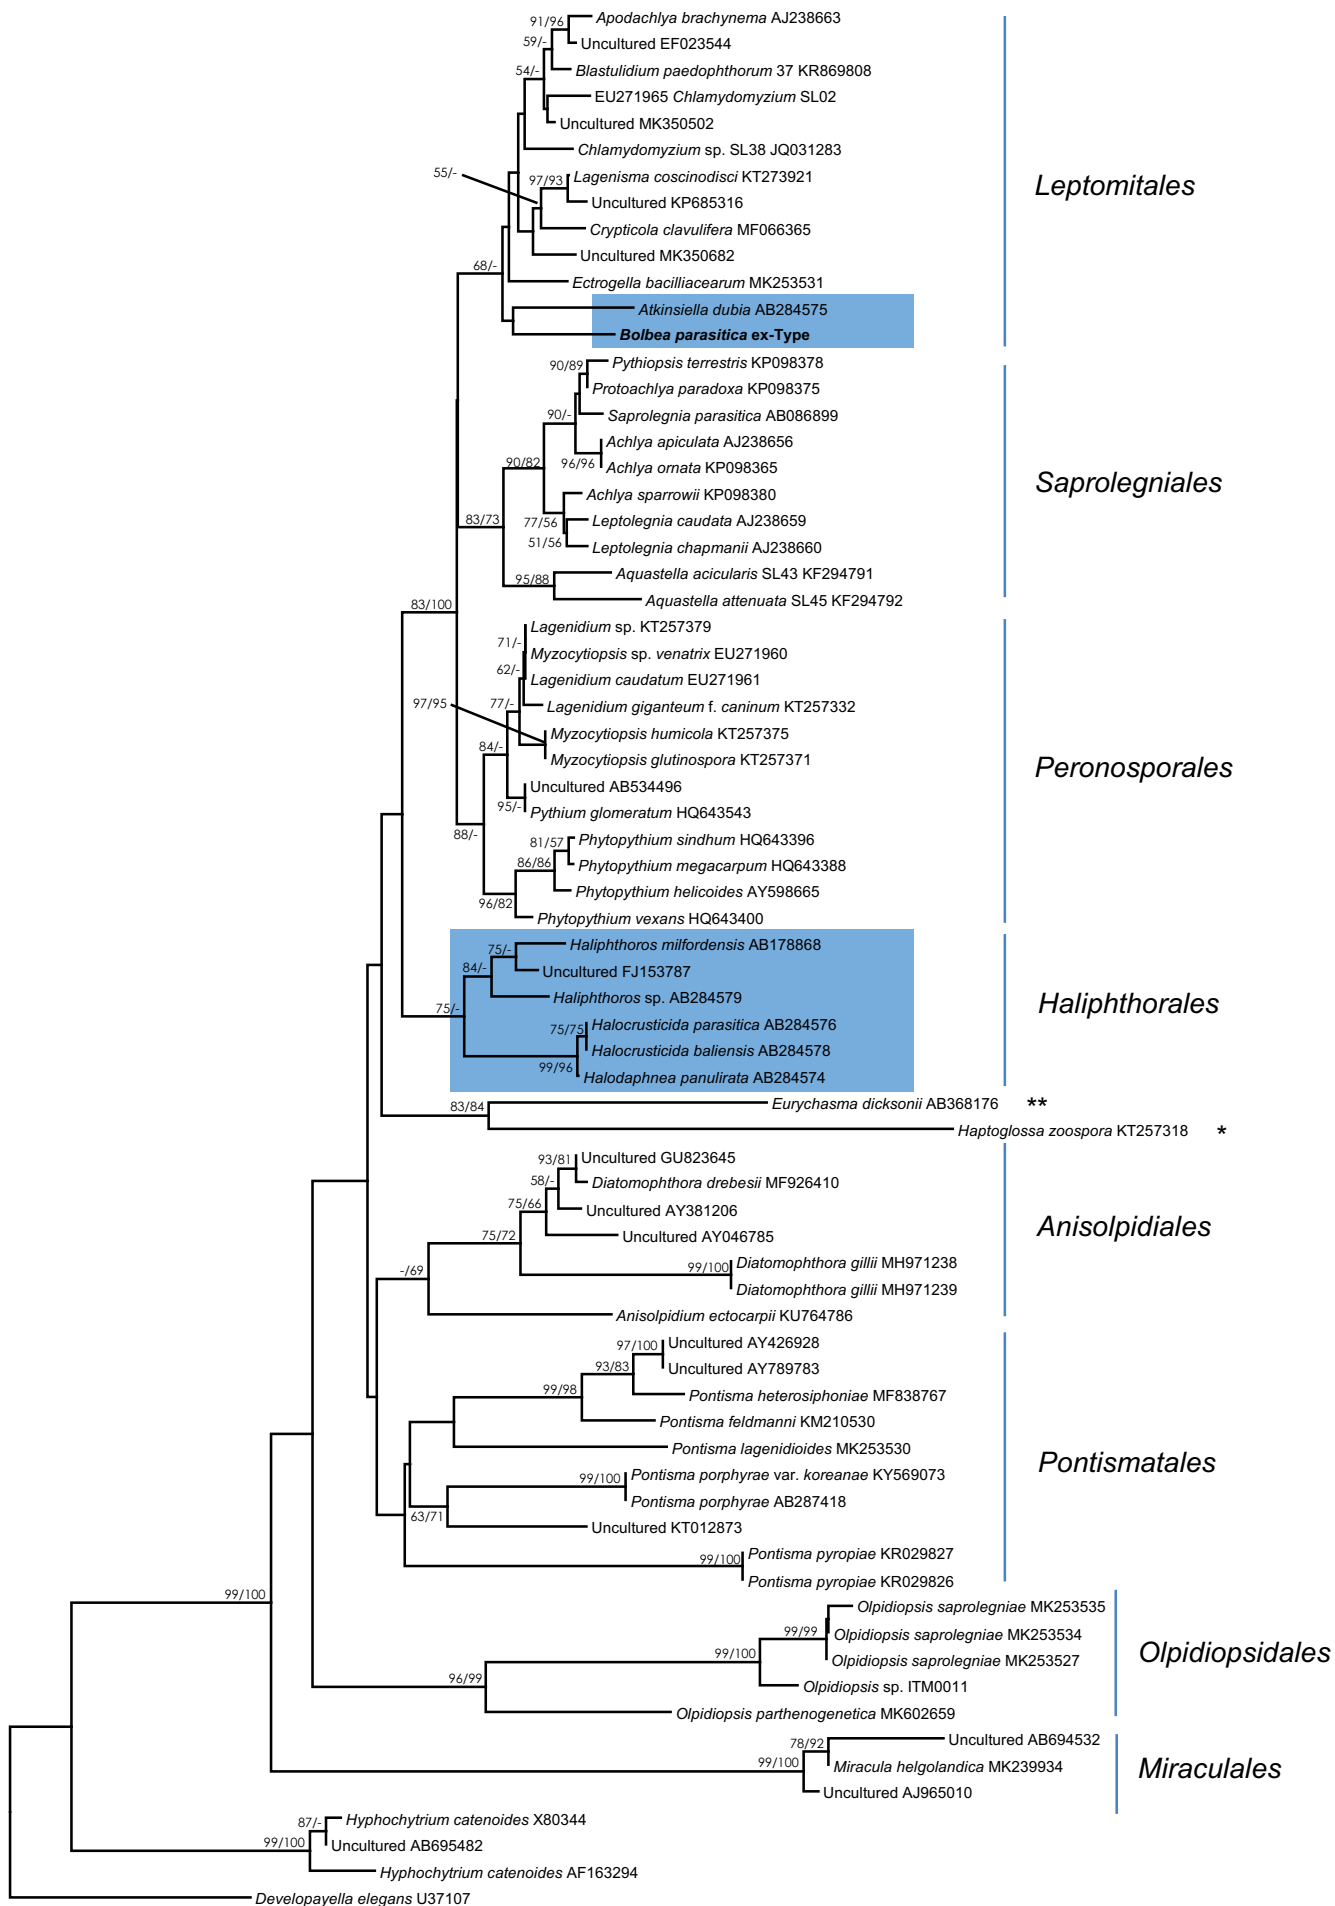 91/96
Apodachlya brachynema AJ238663
59/-
Uncultured EF023544
Blastulidium paedophthorum 37 KR869808
54/-
EU271965 Chlamydomyzium SL02
Uncultured MK350502
Chlamydomyzium sp. SL38 JQ031283
55/-
97/93
Lagenisma coscinodisci KT273921
Leptomitales
Uncultured KP685316
Crypticola clavulifera MF066365
Uncultured MK350682
68/-
Ectrogella bacilliacearum MK253531
Atkinsiella dubia AB284575
Bolbea parasitica ex-Type
90/89
Pythiopsis terrestris KP098378
Protoachlya paradoxa KP098375
90/-
Saprolegnia parasitica AB086899
Achlya apiculata AJ238656
90/82
96/96
Achlya ornata KP098365
Saprolegniales
Achlya sparrowii KP098380
83/73
77/56
Leptolegnia caudata AJ238659
51/56
Leptolegnia chapmanii AJ238660
95/88
Aquastella acicularis SL43 KF294791
Aquastella attenuata SL45 KF294792
83/100
Lagenidium sp. KT257379
71/-
Myzocytiopsis sp. venatrix EU271960
62/-
Lagenidium caudatum EU271961
97/95
77/-
Lagenidium giganteum f. caninum KT257332
Myzocytiopsis humicola KT257375
84/-
Myzocytiopsis glutinospora KT257371
Peronosporales
Uncultured AB534496
95/-
Pythium glomeratum HQ643543
88/-
81/57
Phytopythium sindhum HQ643396
86/86
Phytopythium megacarpum HQ643388
Phytopythium helicoides AY598665
96/82
Phytopythium vexans HQ643400
75/-
Haliphthoros milfordensis AB178868
84/-
Uncultured FJ153787
Haliphthoros sp. AB284579
Haliphthorales
75/-
75/75
Halocrusticida parasitica AB284576
Halocrusticida baliensis AB284578
99/96
Halodaphnea panulirata AB284574
83/84
Eurychasma dicksonii AB368176 **
Haptoglossa zoospora KT257318 *
93/81
Uncultured GU823645
58/-
Diatomophthora drebesii MF926410
75/66
Uncultured AY381206
75/72
Uncultured AY046785
Anisolpidiales
99/100
Diatomophthora gillii MH971238
-/69
Diatomophthora gillii MH971239
Anisolpidium ectocarpii KU764786
97/100
Uncultured AY426928
93/83
Uncultured AY789783
99/98
Pontisma heterosiphoniae MF838767
Pontisma feldmanni KM210530
Pontisma lagenidioides MK253530
Pontismatales
99/100
Pontisma porphyrae var. koreanae KY569073
Pontisma porphyrae AB287418
63/71
Uncultured KT012873
99/100
Pontisma pyropiae KR029827
Pontisma pyropiae KR029826
99/100
Olpidiopsis saprolegniae MK253535
99/99
Olpidiopsis saprolegniae MK253534
99/100
Olpidiopsis saprolegniae MK253527
Olpidiopsidales
96/99
Olpidiopsis sp. ITM0011
Olpidiopsis parthenogenetica MK602659
78/92
Uncultured AB694532
99/100
Miracula helgolandica MK239934
Miraculales
Uncultured AJ965010
87/-
Hyphochytrium catenoides X80344
99/100
Uncultured AB695482
Hyphochytrium catenoides AF163294
Developayella elegans U37107